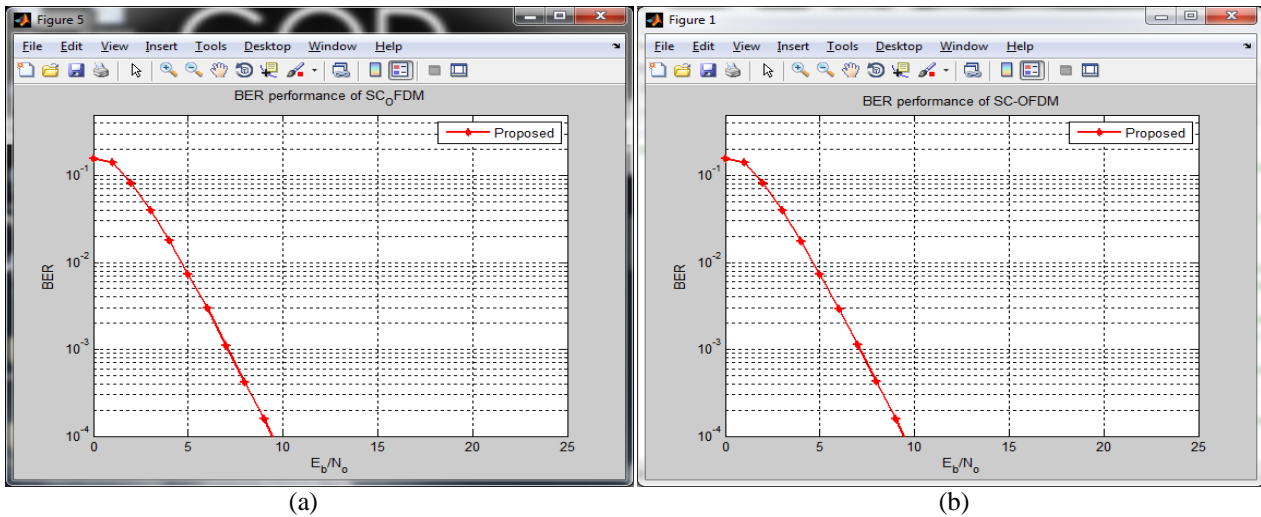 Figure 5
File Edit View Insert Tools Desktop Window Help
BER performance of SC_OFDM
Proposed
10^-1
10^-2
10^-3
10^-4
BER
0 5 10 15 20 25
E_b/N_o
(a)
Figure 1
File Edit View Insert Tools Desktop Window Help
BER performance of SC-OFDM
Proposed
10^-1
10^-2
10^-3
10^-4
BER
0 5 10 15 20 25
E_b/N_o
(b)